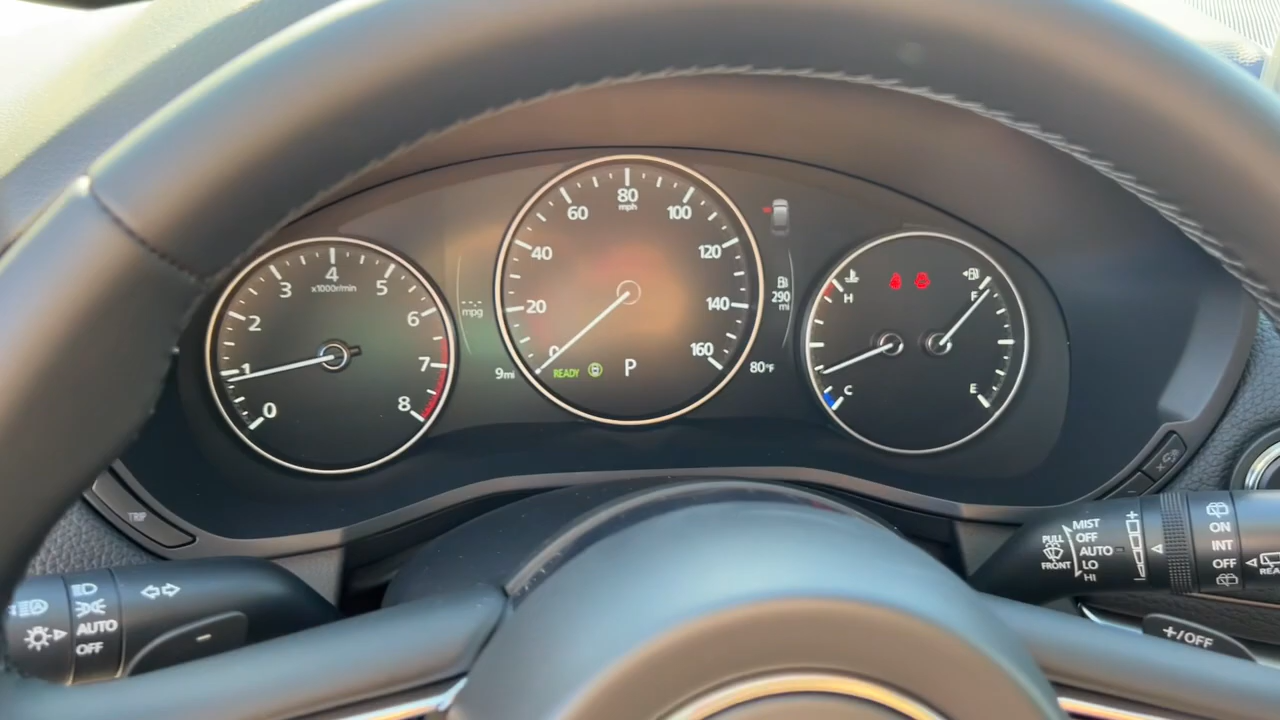 0
1
2
3
4
x1000r/min
5
6
7
8
mpg
9mi
0
20
40
60
80
mph
100
120
140
160
READY
P
290
mi
80°F
H
C
F
E
TRIP
AUTO
OFF
-
PULL
FRONT
MIST
OFF
AUTO
LO
HI
+
ON
INT
OFF
+/OFF